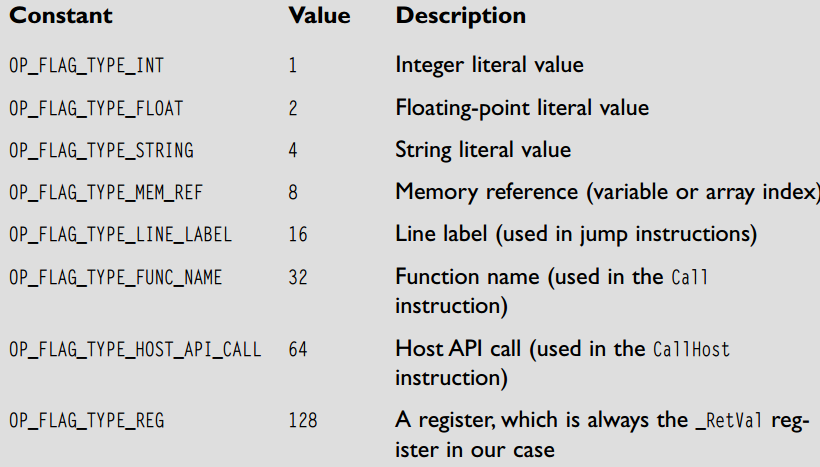 Constant Value Description
OP_FLAG_TYPE_INT 1 Integer literal value
OP_FLAG_TYPE_FLOAT 2 Floating-point literal value
OP_FLAG_TYPE_STRING 4 String literal value
OP_FLAG_TYPE_MEM_REF 8 Memory reference (variable or array index)
OP_FLAG_TYPE_LINE_LABEL 16 Line label (used in jump instructions)
OP_FLAG_TYPE_FUNC_NAME 32 Function name (used in the Call
instruction)
OP_FLAG_TYPE_HOST_API_CALL 64 Host API call (used in the CallHost
instruction)
OP_FLAG_TYPE_REG 128 A register, which is always the _RetVal reg-
ister in our case